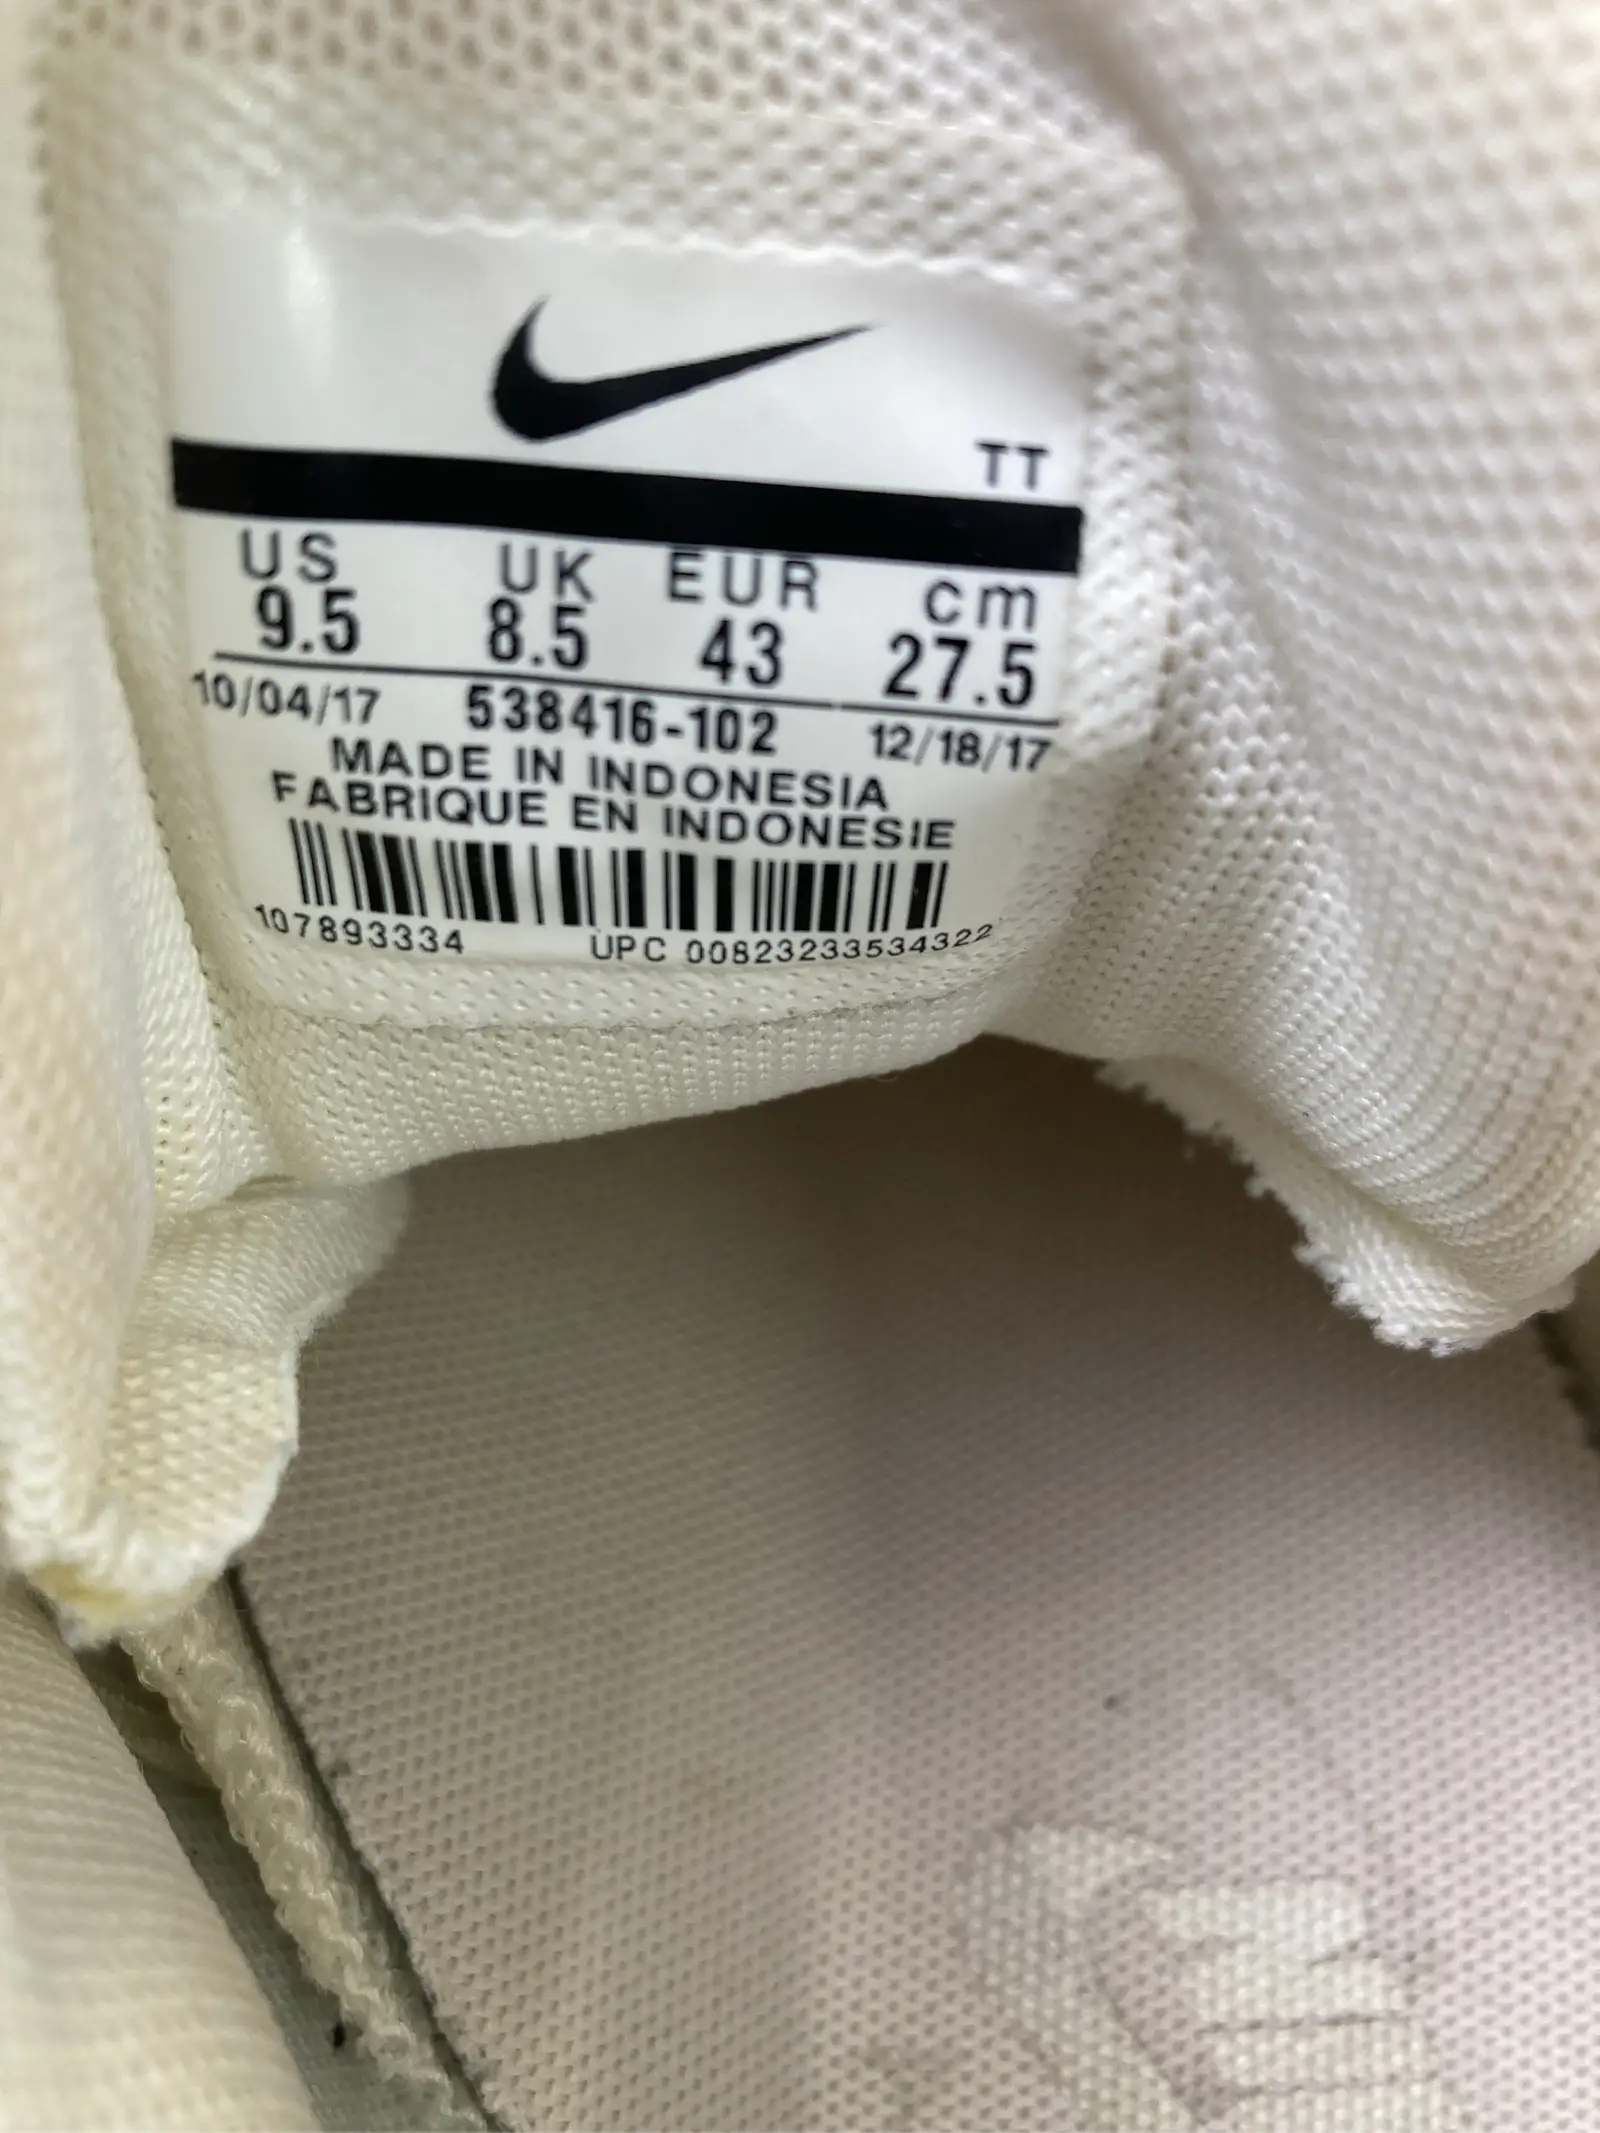 TT
US UK EUR cm
9.5 8.5 43 27.5
10/04/17 538416-102 12/18/17
MADE IN INDONESIA
FABRIQUE EN INDONESIE
107893334 UPC 00823233534322